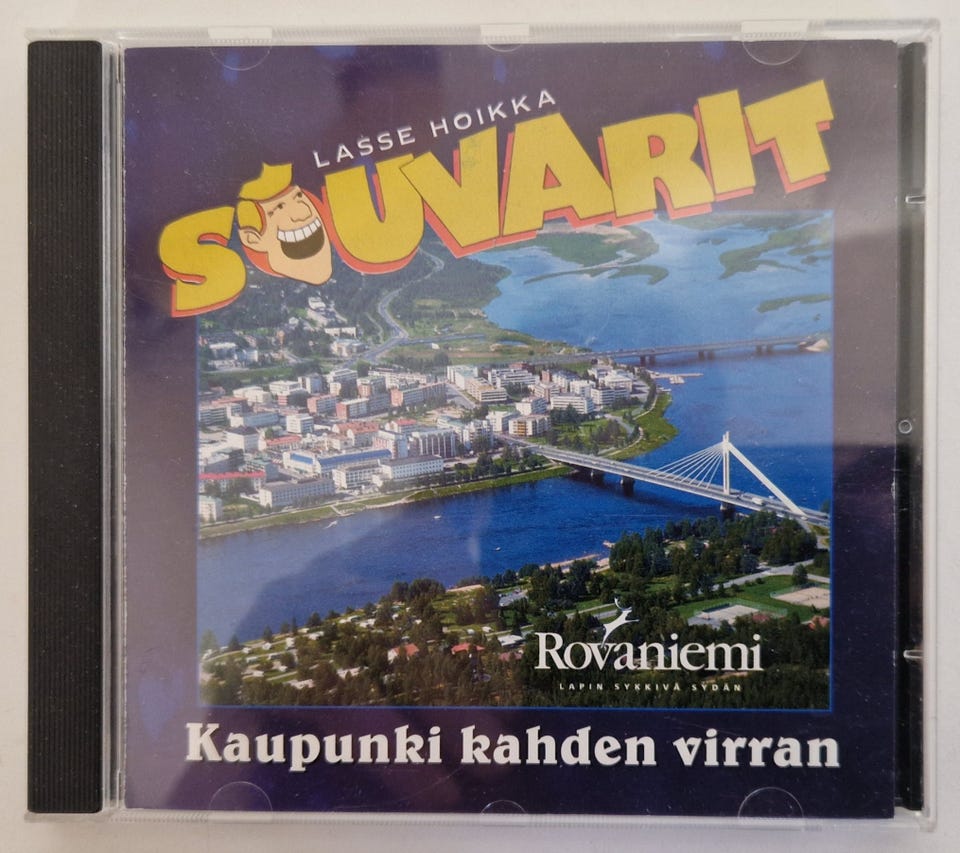 LASSE HOIKKA
SOUVARIT
Rovaniemi
LAPIN SYKKIVÄ SYDÄN
Kaupunki kahden virran